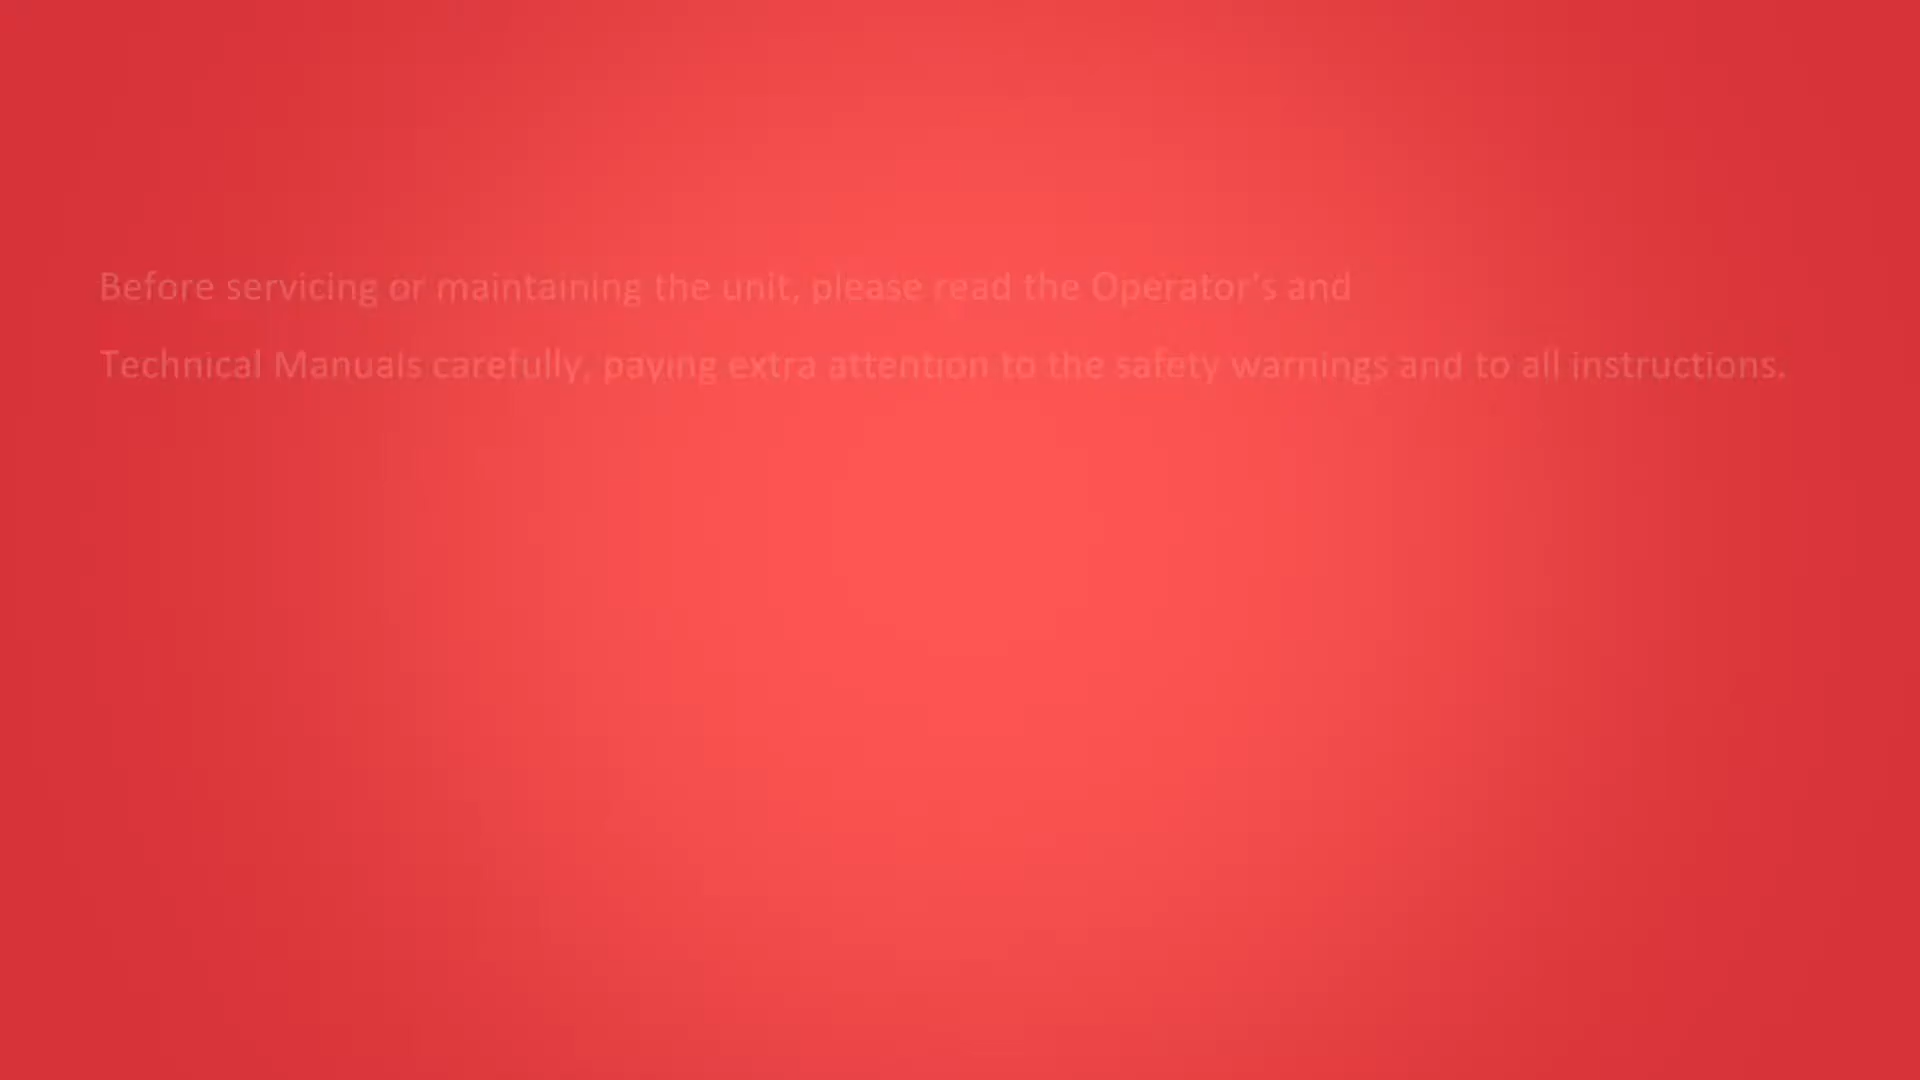 Before servicing or maintaining the unit, please read the Operator's and
Technical Manuals carefully, paying extra attention to the safety warnings and to all instructions.